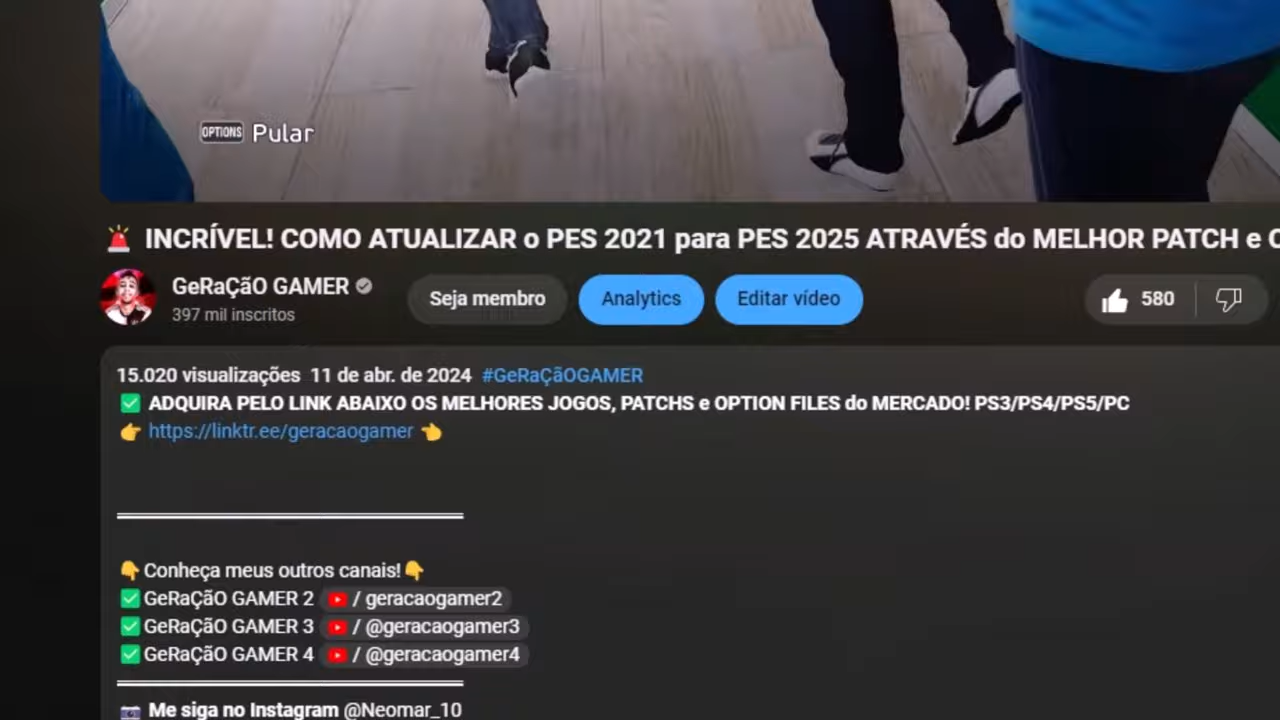 OPTIONS Pular
🚨 INCRÍVEL! COMO ATUALIZAR o PES 2021 para PES 2025 ATRAVÉS do MELHOR PATCH e
GeRaÇãO GAMER
397 mil inscritos
Seja membro
Analytics
Editar vídeo
580
15.020 visualizações 11 de abr. de 2024 #GeRaÇãOGAMER
✅ ADQUIRA PELO LINK ABAIXO OS MELHORES JOGOS, PATCHS e OPTION FILES do MERCADO! PS3/PS4/PS5/PC
👉 https://linktr.ee/geracaogamer 👈
👇Conheça meus outros canais!👇
✅GeRaÇãO GAMER 2 / geracaogamer2
✅GeRaÇãO GAMER 3 / @geracaogamer3
✅GeRaÇãO GAMER 4 / @geracaogamer4
📷 Me siga no Instagram @Neomar_10